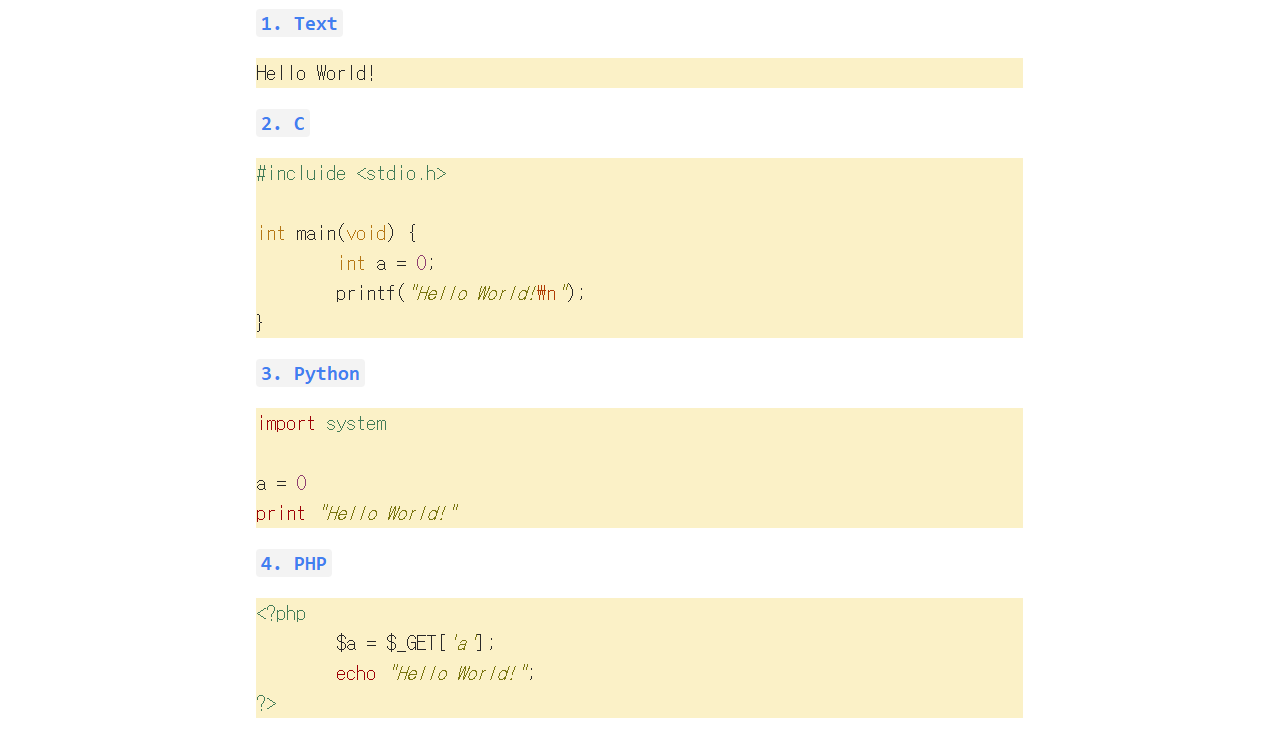 1. Text
Hello World!
2. C
#incluide <stdio.h>
int main(void) {
        int a = 0;
        printf("Hello World!₩n");
}
3. Python
import system
a = 0
print "Hello World!"
4. PHP
<?php
        $a = $_GET['a'];
        echo "Hello World!";
?>